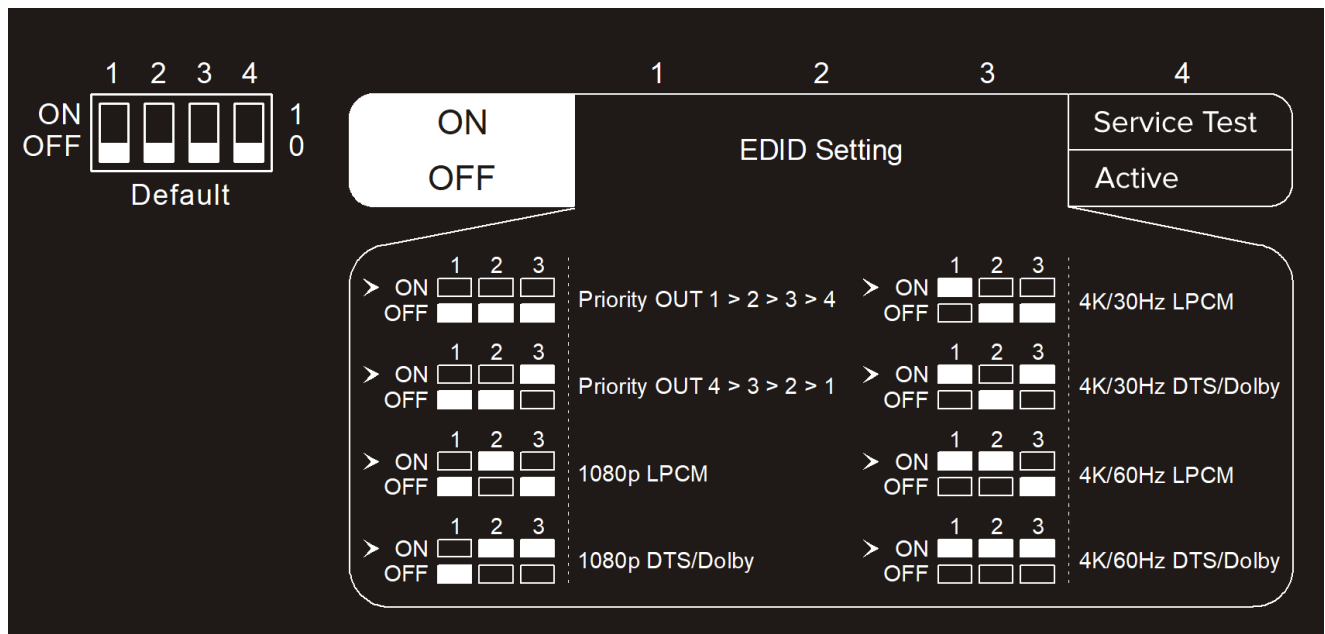 1 2 3 4
ON 1
OFF 0
Default
1 2 3 4
ON
OFF
EDID Setting
Service Test
Active
1 2 3
ON
OFF
Priority OUT 1 > 2 > 3 > 4
1 2 3
ON
OFF
4K/30Hz LPCM
1 2 3
ON
OFF
Priority OUT 4 > 3 > 2 > 1
1 2 3
ON
OFF
4K/30Hz DTS/Dolby
1 2 3
ON
OFF
1080p LPCM
1 2 3
ON
OFF
4K/60Hz LPCM
1 2 3
ON
OFF
1080p DTS/Dolby
1 2 3
ON
OFF
4K/60Hz DTS/Dolby